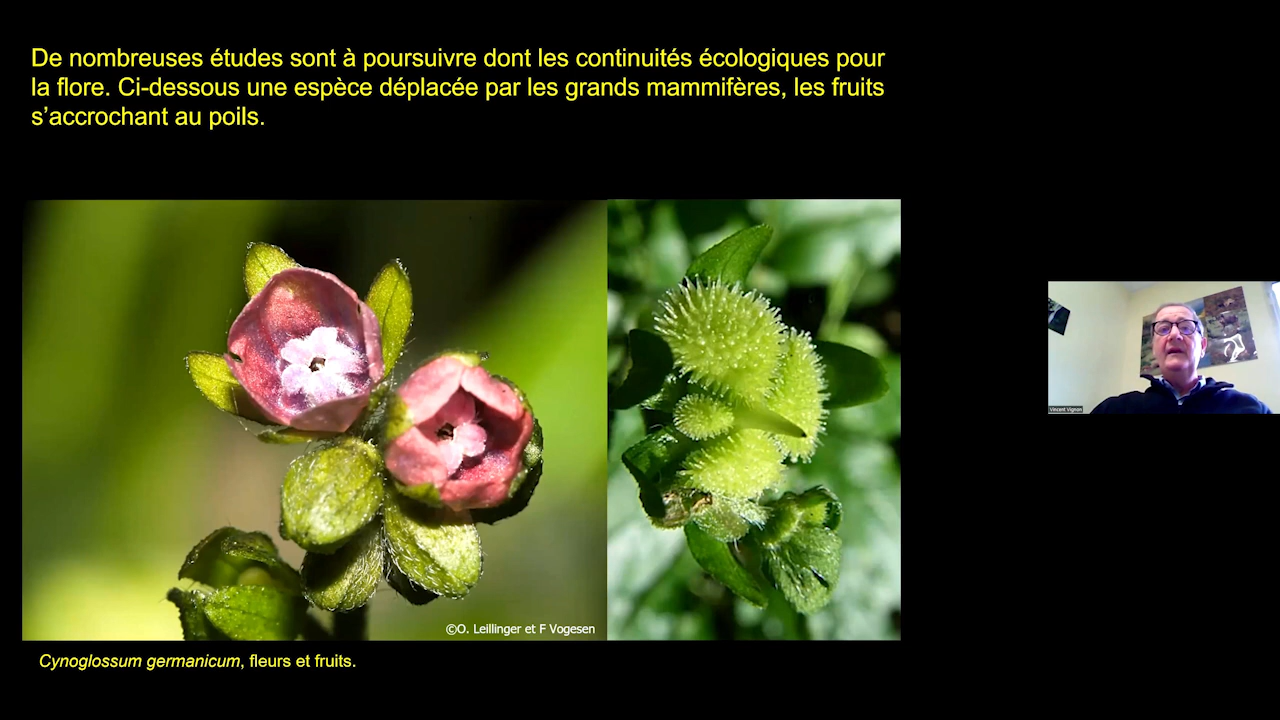 De nombreuses études sont à poursuivre dont les continuités écologiques pour
la flore. Ci-dessous une espèce déplacée par les grands mammifères, les fruits
s’accrochant au poils.
©O. Leillinger et F Vogesen
Cynoglossum germanicum, fleurs et fruits.
Vincent Vignon